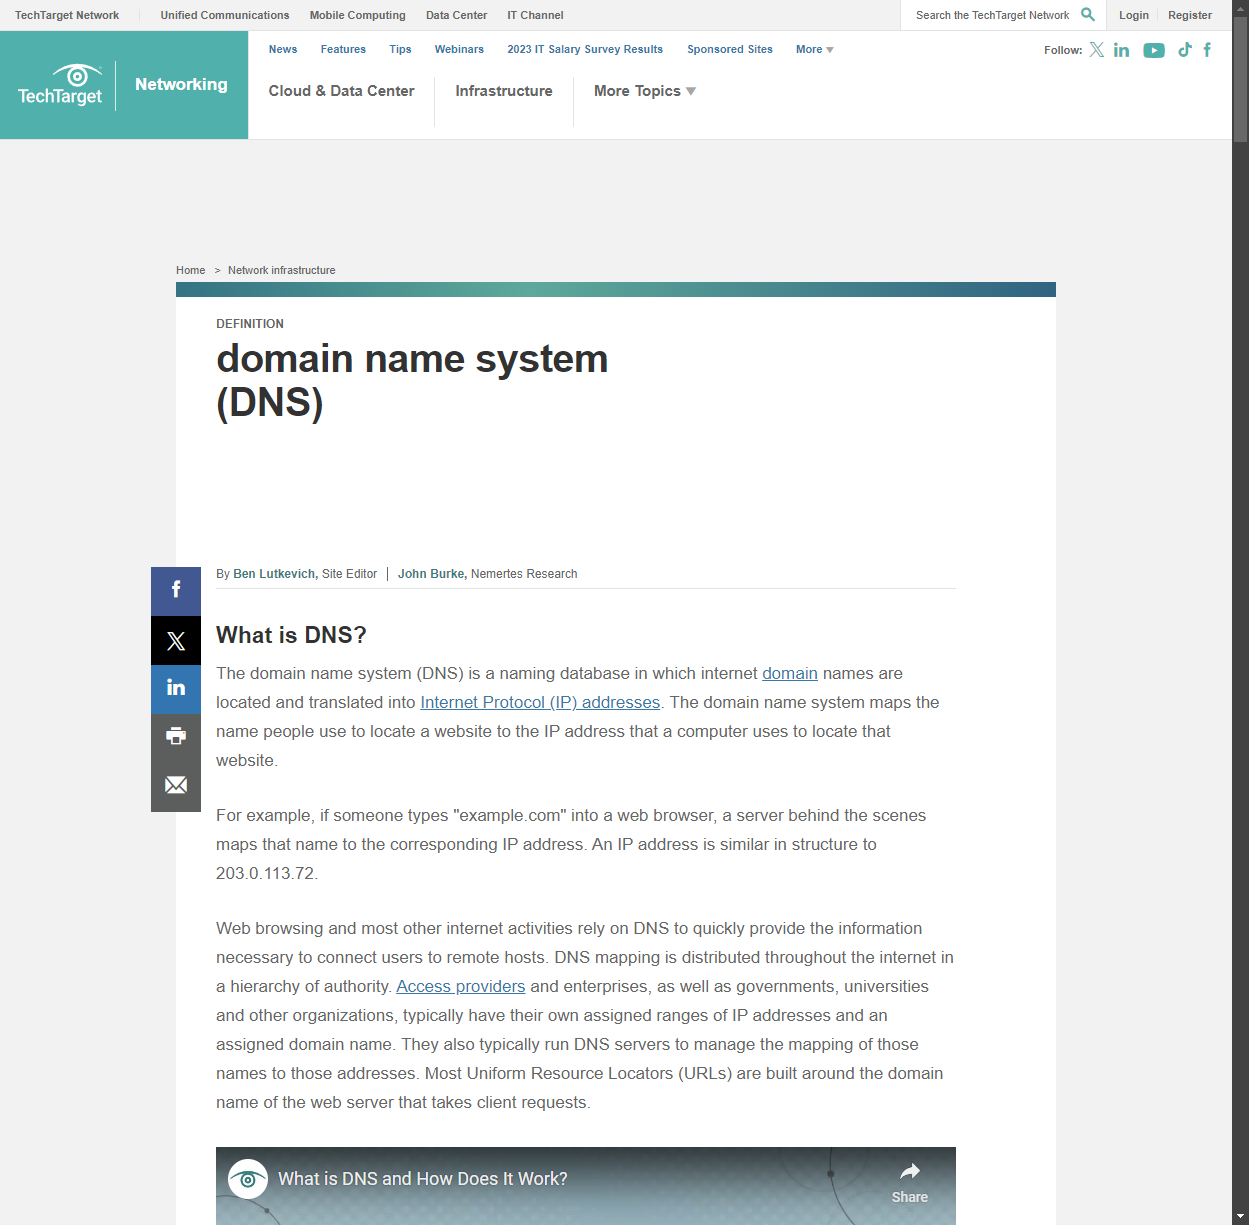 TechTarget Network
Unified Communications
Mobile Computing
Data Center
IT Channel
Search the TechTarget Network
Login
Register
TechTarget
Networking
News
Features
Tips
Webinars
2023 IT Salary Survey Results
Sponsored Sites
More
Follow:
Cloud & Data Center
Infrastructure
More Topics
Home > Network infrastructure
DEFINITION
domain name system
(DNS)
By Ben Lutkevich, Site Editor | John Burke, Nemertes Research
What is DNS?
The domain name system (DNS) is a naming database in which internet domain names are
located and translated into Internet Protocol (IP) addresses. The domain name system maps the
name people use to locate a website to the IP address that a computer uses to locate that
website.
For example, if someone types "example.com" into a web browser, a server behind the scenes
maps that name to the corresponding IP address. An IP address is similar in structure to
203.0.113.72.
Web browsing and most other internet activities rely on DNS to quickly provide the information
necessary to connect users to remote hosts. DNS mapping is distributed throughout the internet in
a hierarchy of authority. Access providers and enterprises, as well as governments, universities
and other organizations, typically have their own assigned ranges of IP addresses and an
assigned domain name. They also typically run DNS servers to manage the mapping of those
names to those addresses. Most Uniform Resource Locators (URLs) are built around the domain
name of the web server that takes client requests.
What is DNS and How Does It Work?
Share